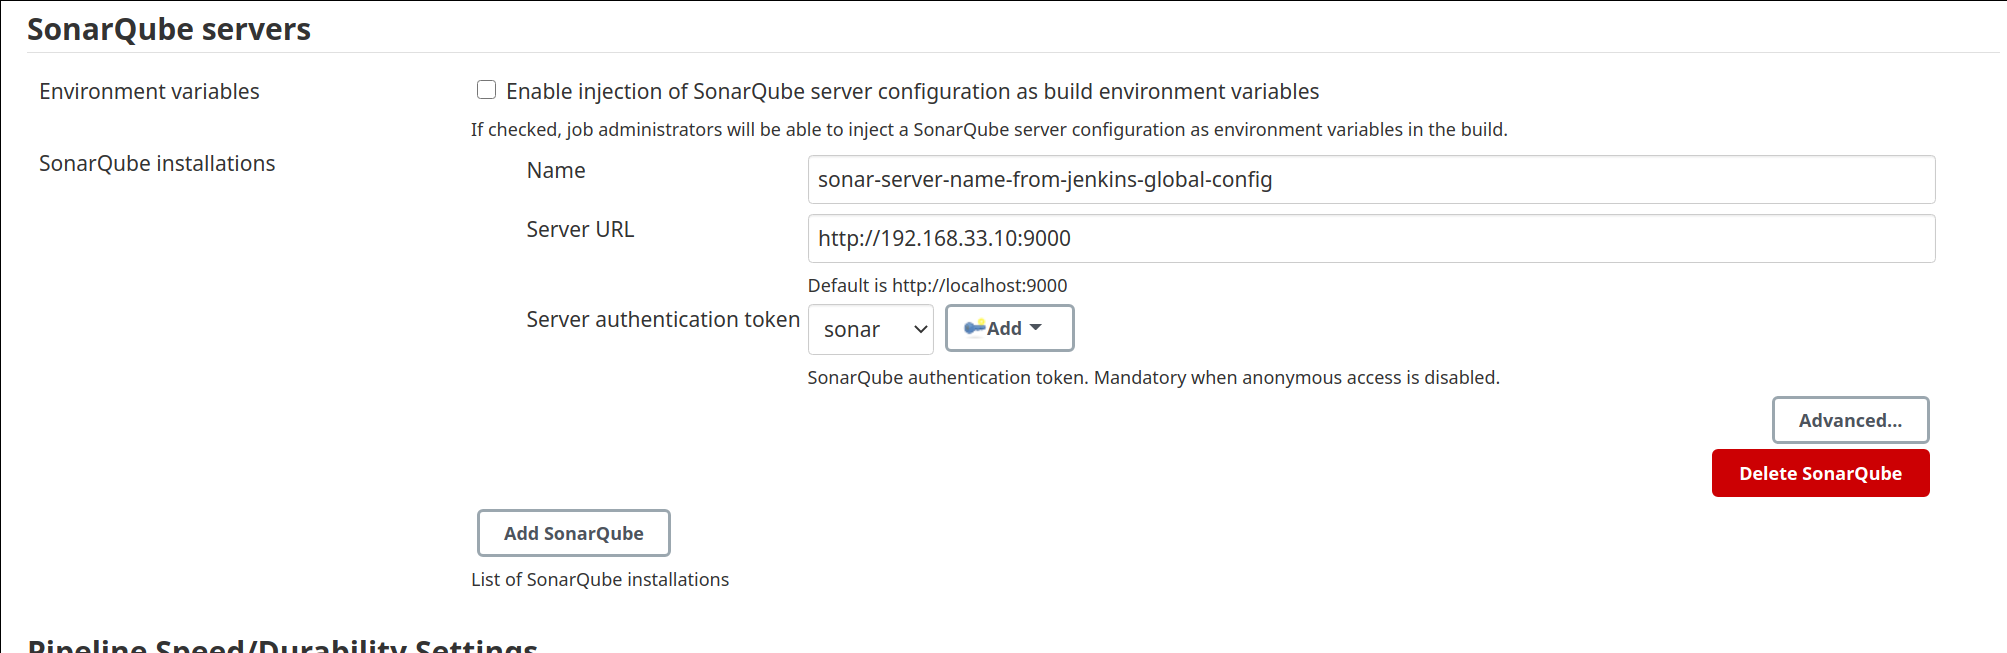 SonarQube servers
Environment variables
Enable injection of SonarQube server configuration as build environment variables
If checked, job administrators will be able to inject a SonarQube server configuration as environment variables in the build.
SonarQube installations
Name
sonar-server-name-from-jenkins-global-config
Server URL
http://192.168.33.10:9000
Default is http://localhost:9000
Server authentication token
sonar
Add
SonarQube authentication token. Mandatory when anonymous access is disabled.
Advanced...
Delete SonarQube
Add SonarQube
List of SonarQube installations
Pipeline Speed/Durability Settings